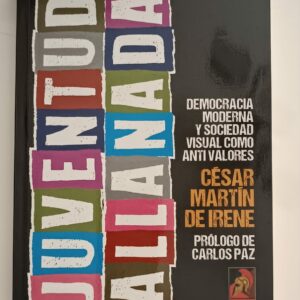 JUVENTUD
ALLANADA
DEMOCRACIA
MODERNA
Y SOCIEDAD
VISUAL COMO
ANTI VALORES
CÉSAR
MARTÍN
DE IRENE
PRÓLOGO DE
CARLOS PAZ